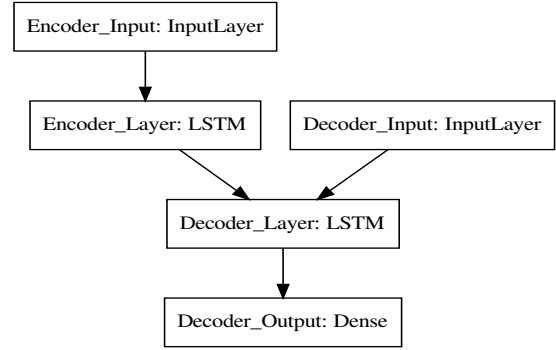 Encoder_Input: InputLayer
Encoder_Layer: LSTM
Decoder_Input: InputLayer
Decoder_Layer: LSTM
Decoder_Output: Dense